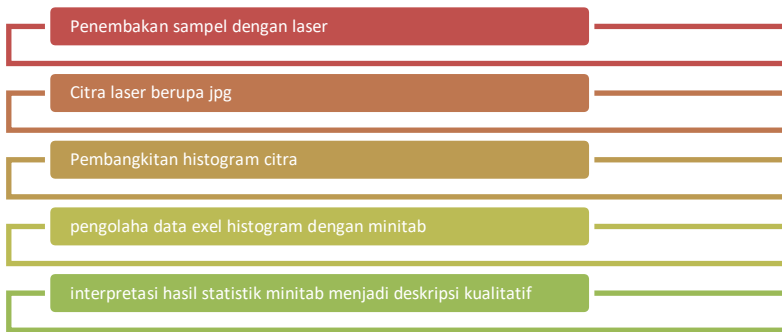 Penembakan sampel dengan laser
Citra laser berupa jpg
Pembangkitan histogram citra
pengolaha data exel histogram dengan minitab
interpretasi hasil statistik minitab menjadi deskripsi kualitatif